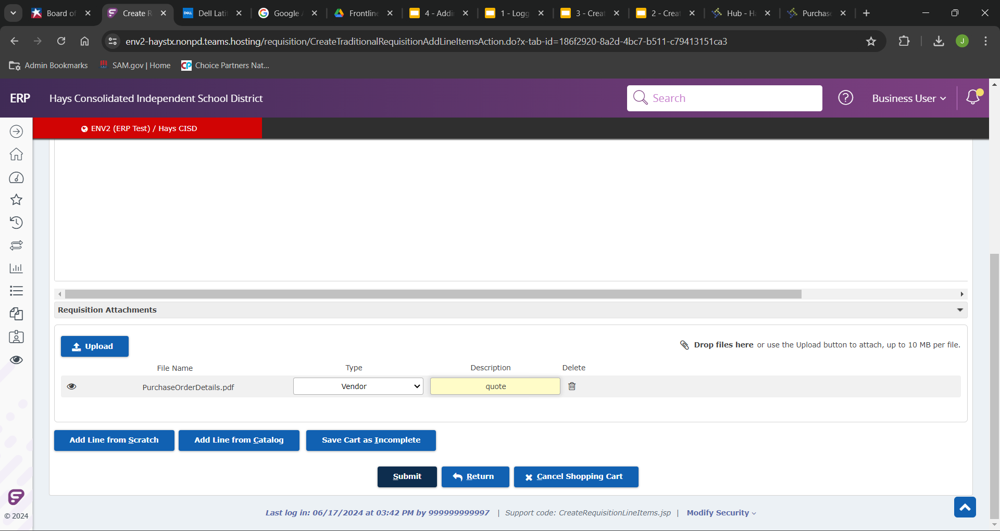 Board of
Create R
DELL Dell Lati
Google
Frontline
4 - Addi
1 - Logg
3 - Creat
2 - Creat
Hub - Ha
Purchase
env2-haystx.nonpd.teams.hosting/requisition/CreateTraditionalRequisitionAddLineItemsAction.do?x-tab-id=186f2920-8a2d-4bc7-b511-c79413151ca3
J
Admin Bookmarks
SAM.gov | Home
CP Choice Partners Nat...
ERP
Hays Consolidated Independent School District
Search
?
Business User
ENV2 (ERP Test) / Hays CISD
Requisition Attachments
Upload
Drop files here or use the Upload button to attach, up to 10 MB per file.
File Name Type Description Delete
PurchaseOrderDetails.pdf Vendor quote
Add Line from Scratch
Add Line from Catalog
Save Cart as Incomplete
Submit
Return
Cancel Shopping Cart
© 2024
Last log in: 06/17/2024 at 03:42 PM by 999999999997 | Support code: CreateRequisitionLineItems.jsp | Modify Security